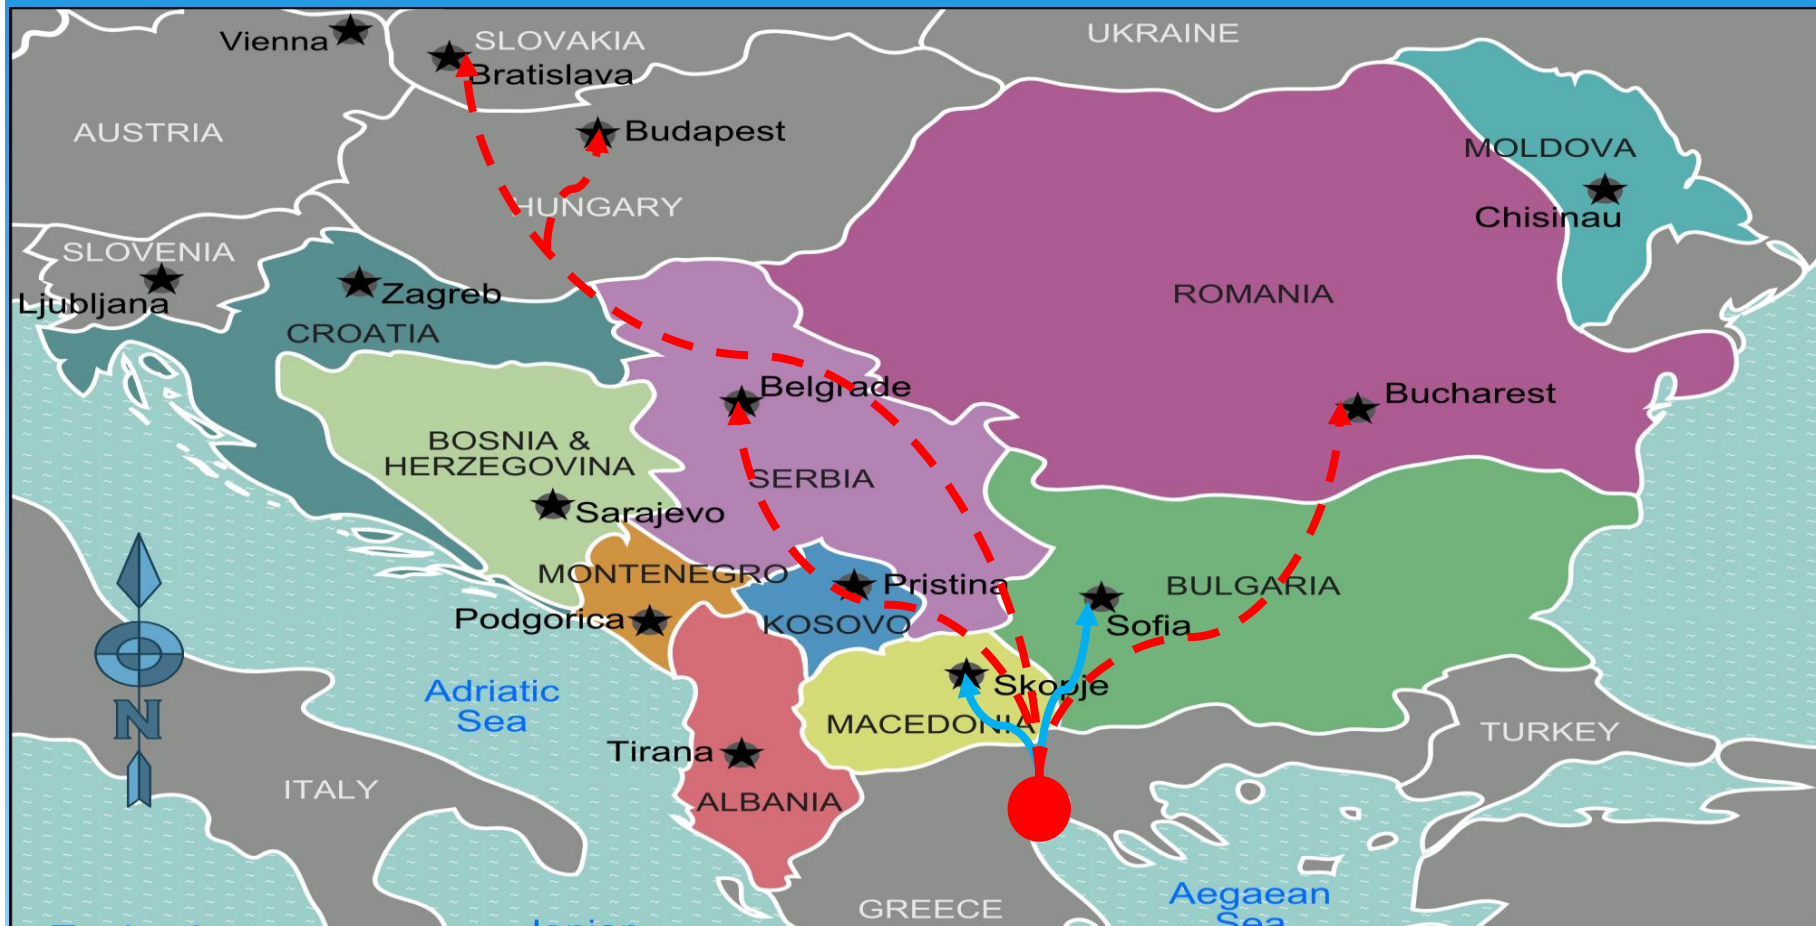 Vienna
SLOVAKIA
UKRAINE
Bratislava
AUSTRIA
Budapest
MOLDOVA
HUNGARY
Chisinau
SLOVENIA
Ljubljana
Zagreb
ROMANIA
CROATIA
Belgrade
Bucharest
BOSNIA &
HERZEGOVINA
SERBIA
Sarajevo
MONTENEGRO
Pristina
BULGARIA
Podgorica
KOSOVO
Sofia
Adriatic
Sea
Skopje
N
MACEDONIA
TURKEY
Tirana
ITALY
ALBANIA
Aegaean
Sea
GREECE
Ionian